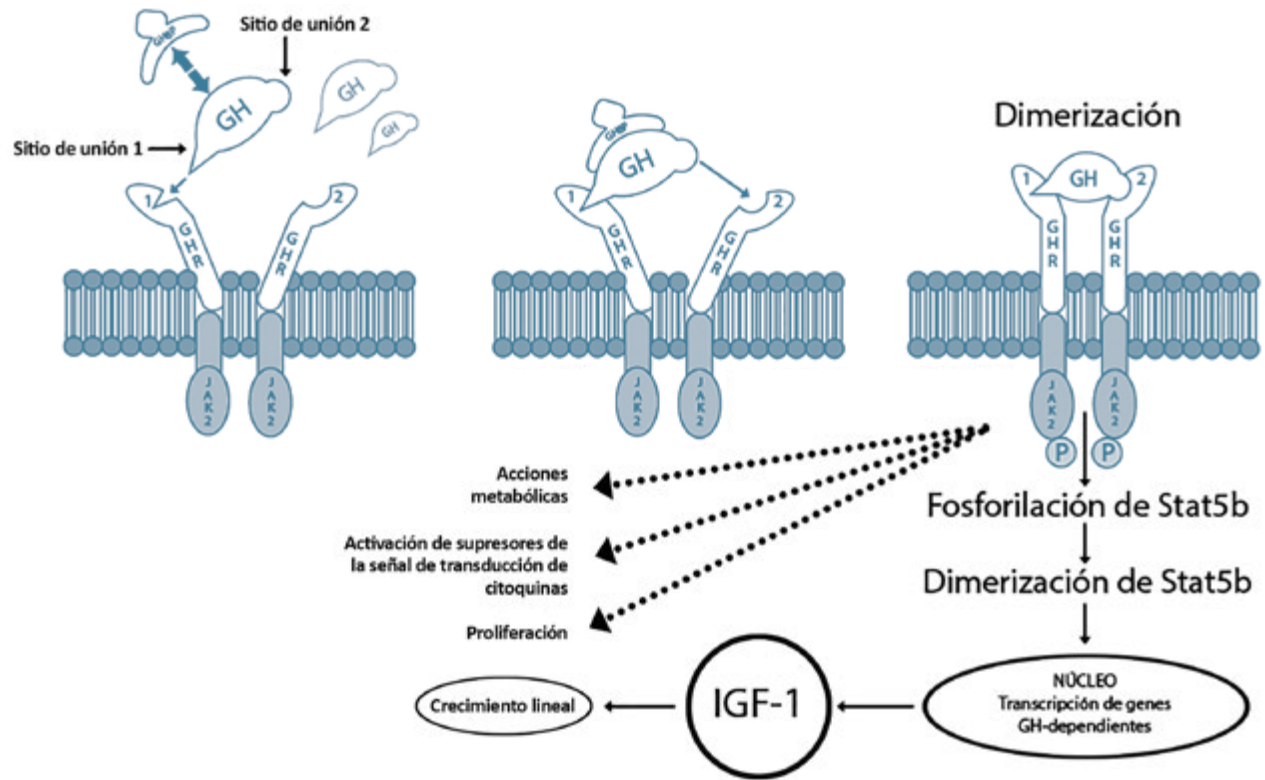 Sitio de unión 2
GHBP
GH
GH
GH
Sitio de unión 1
1
2
GHR
GHR
JAK2
JAK2
GHBP
GH
1
2
GHR
GHR
JAK2
JAK2
Dimerización
1
GH
2
GHR
GHR
JAK2
JAK2
P
P
Acciones
metabólicas
Activación de supresores de
la señal de transducción de
citoquinas
Proliferación
Fosforilación de Stat5b
Dimerización de Stat5b
NÚCLEO
Transcripción de genes
GH-dependientes
IGF-1
Crecimiento lineal